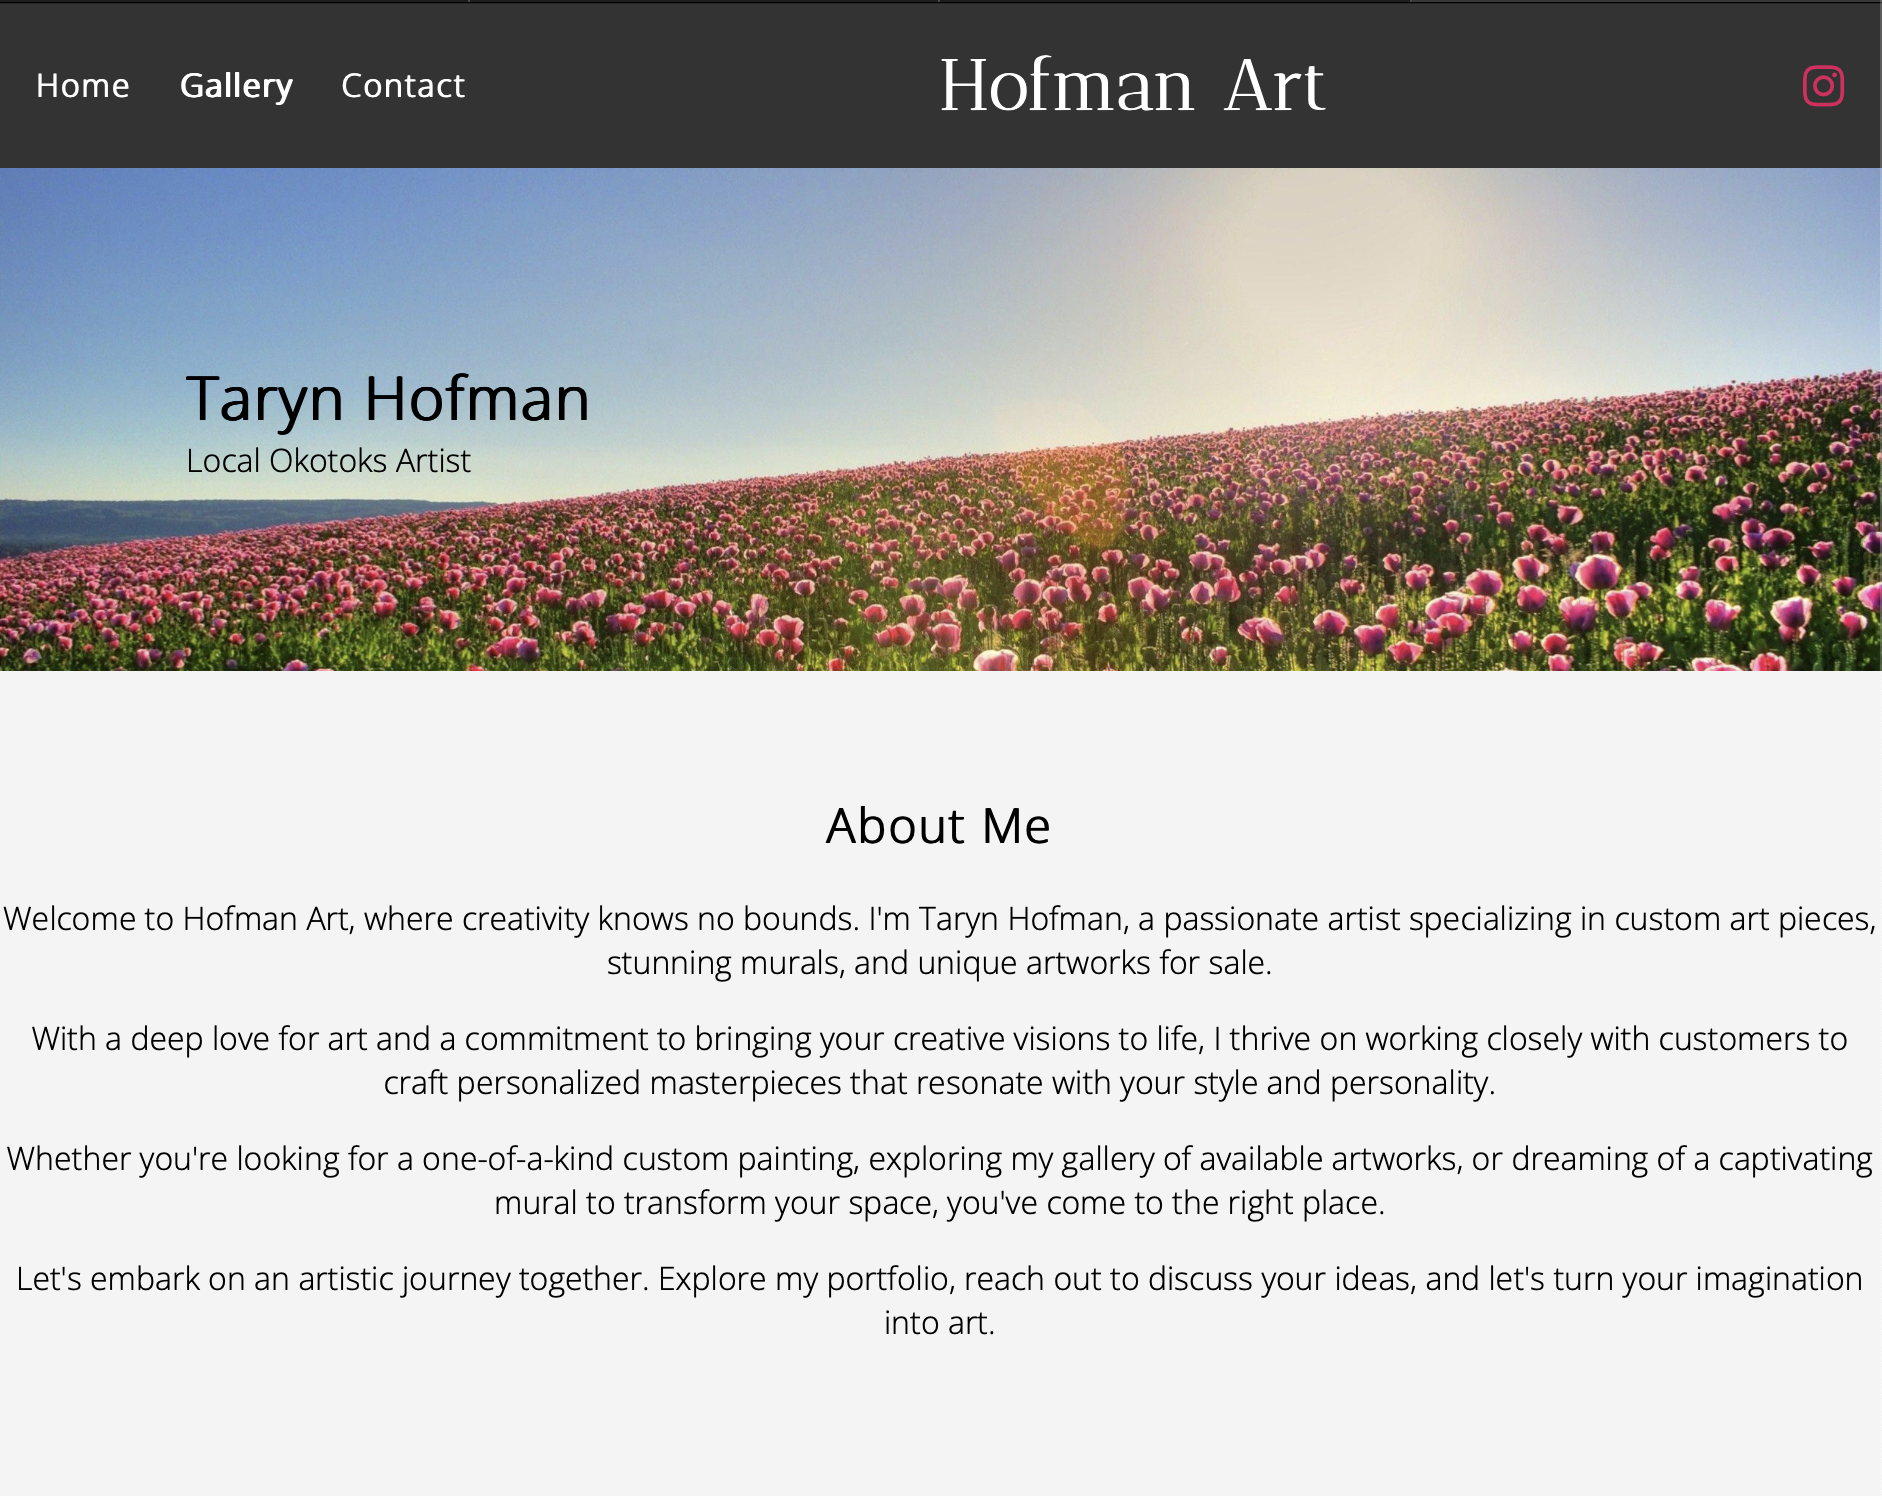 Home Gallery Contact Hofman Art
Taryn Hofman
Local Okotoks Artist
About Me
Welcome to Hofman Art, where creativity knows no bounds. I'm Taryn Hofman, a passionate artist specializing in custom art pieces,
stunning murals, and unique artworks for sale.
With a deep love for art and a commitment to bringing your creative visions to life, I thrive on working closely with customers to
craft personalized masterpieces that resonate with your style and personality.
Whether you're looking for a one-of-a-kind custom painting, exploring my gallery of available artworks, or dreaming of a captivating
mural to transform your space, you've come to the right place.
Let's embark on an artistic journey together. Explore my portfolio, reach out to discuss your ideas, and let's turn your imagination
into art.